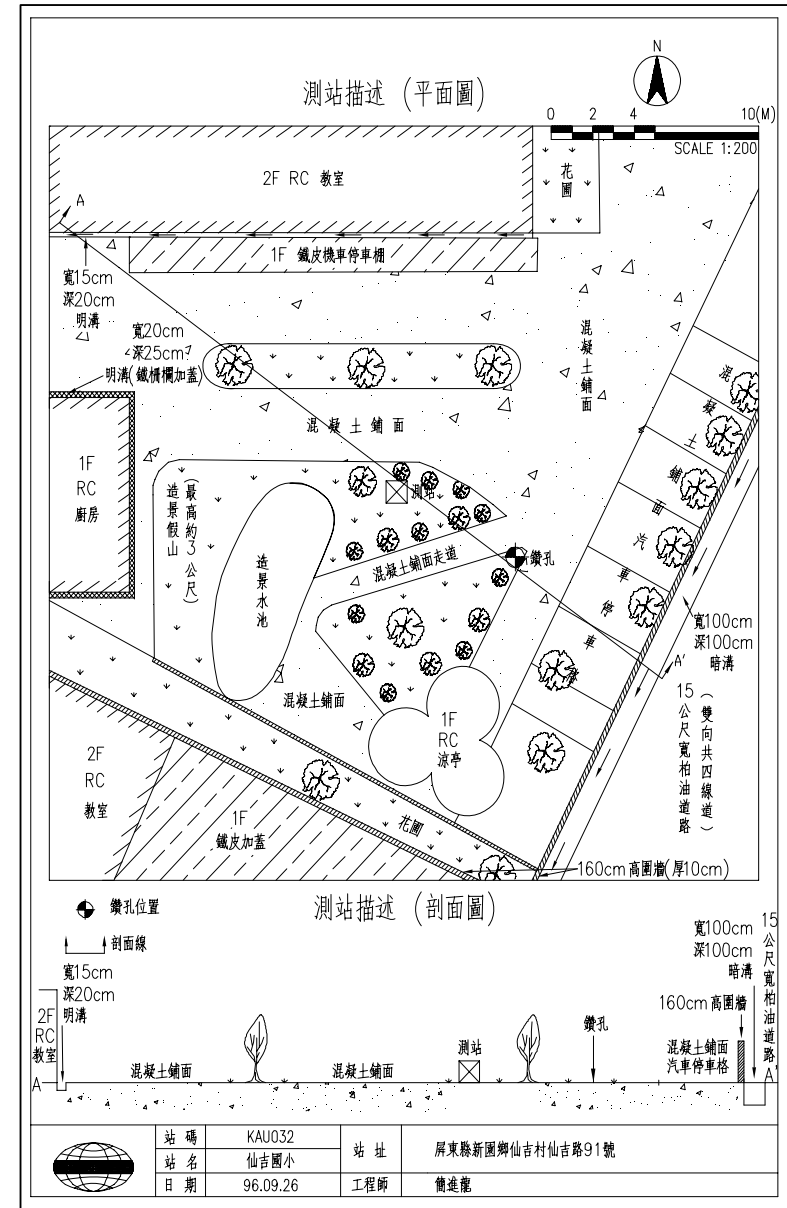 測站描述 (平面圖)
N
0 2 4 10(M)
SCALE 1:200
2F RC 教室
花圃
A
1F 鐵皮機車停車棚
寬15cm
深20cm
明溝
寬20cm
深25cm
明溝(鐵柵欄加蓋)
混凝土鋪面
混凝土鋪面
混凝土鋪面汽車停車格
1F
RC
廚房
造景假山
(最高約3公尺)
造景水池
測站
混凝土鋪面走道
鑽孔
寬100cm
深100cm
暗溝
A'
15公尺寬柏油道路
(雙向共四線道)
混凝土鋪面
1F
RC
涼亭
2F
RC
教室
1F
鐵皮加蓋
花圃
160cm高圍牆(厚10cm)
鑽孔位置
剖面線
測站描述 (剖面圖)
寬15cm
深20cm
明溝
2F
RC
教室
A
混凝土鋪面
混凝土鋪面
測站
鑽孔
混凝土鋪面
汽車停車格
160cm高圍牆
寬100cm
深100cm
暗溝
15公尺寬柏油道路
A'
站碼 KAU032
站名 仙吉國小
日期 96.09.26
站址 屏東縣新園鄉仙吉村仙吉路91號
工程師 簡進龍